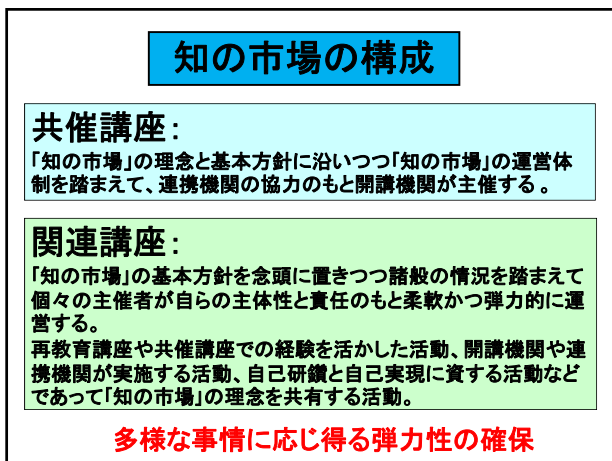 知の市場の構成
共催講座：
「知の市場」の理念と基本方針に沿いつつ「知の市場」の運営体
制を踏まえて、連携機関の協力のもと開講機関が主催する 。
関連講座：
「知の市場」の基本方針を念頭に置きつつ諸般の情況を踏まえて
個々の主催者が自らの主体性と責任のもと柔軟かつ弾力的に運
営する。
再教育講座や共催講座での経験を活かした活動、開講機関や連
携機関が実施する活動、自己研鑽と自己実現に資する活動など
であって「知の市場」の理念を共有する活動。
多様な事情に応じ得る弾力性の確保